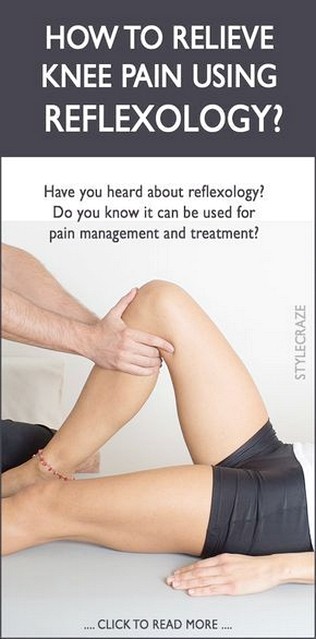 HOW TO RELIEVE
KNEE PAIN USING
REFLEXOLOGY?
Have you heard about reflexology?
Do you know it can be used for
pain management and treatment?
STYLECRAZE
.... CLICK TO READ MORE ....